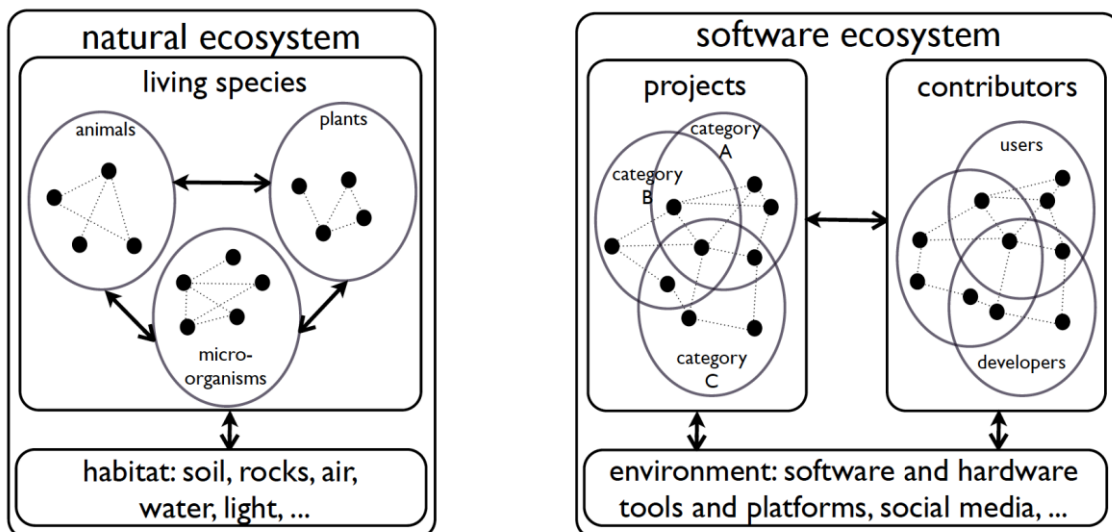 natural ecosystem
living species
animals
plants
micro-
organisms
habitat: soil, rocks, air,
water, light, ...
software ecosystem
projects
category
A
category
B
category
C
contributors
users
developers
environment: software and hardware
tools and platforms, social media, ...